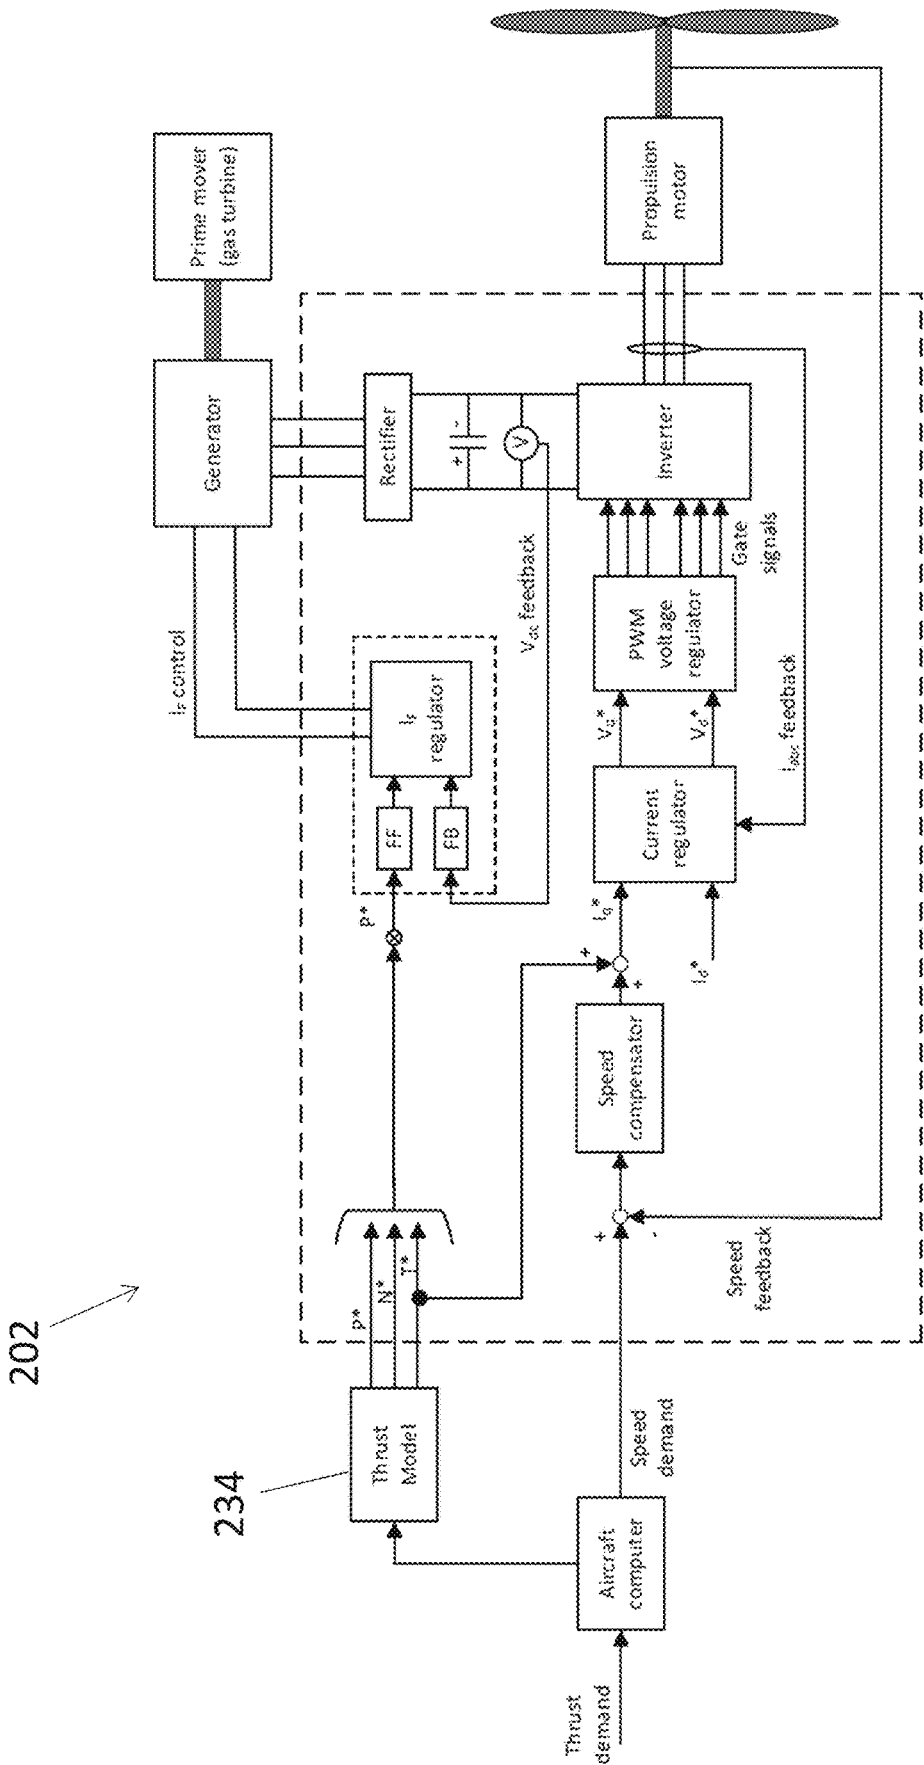 202
234
Thrust
demand
Aircraft
computer
Speed
demand
Thrust
Model
P*
N*
T*
Speed
feedback
+
-
Speed
compensator
+
+
Iq*
Id*
Current
regulator
Vq*
Vd*
PWM
voltage
regulator
Gate
signals
Iabc feedback
Inverter
Propulsion
motor
P*
FF
FB
IF
regulator
IF control
Vdc feedback
+
-
V
Rectifier
Generator
Prime mover
(gas turbine)